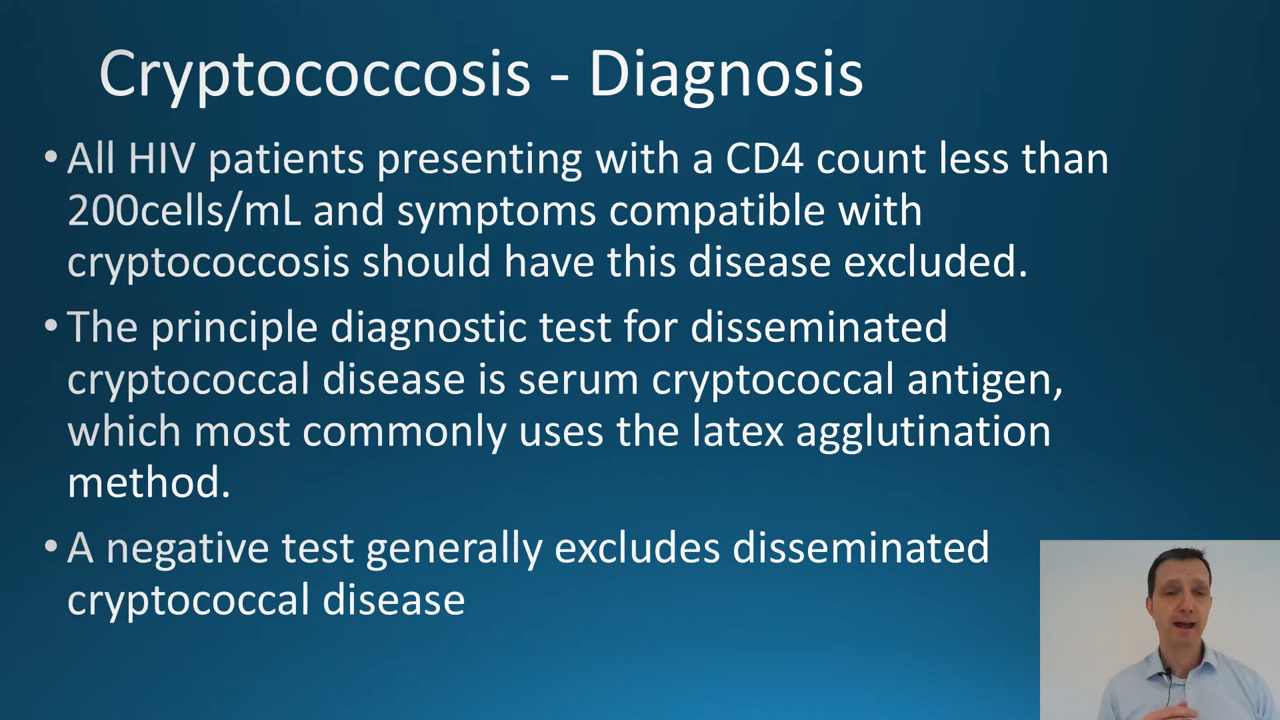 Cryptococcosis - Diagnosis
• All HIV patients presenting with a CD4 count less than
200cells/mL and symptoms compatible with
cryptococcosis should have this disease excluded.
• The principle diagnostic test for disseminated
cryptococcal disease is serum cryptococcal antigen,
which most commonly uses the latex agglutination
method.
• A negative test generally excludes disseminated
cryptococcal disease